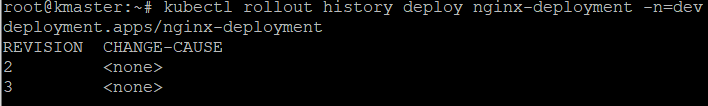 root@kmaster:~# kubectl rollout history deploy nginx-deployment -n=dev
deployment.apps/nginx-deployment
REVISION  CHANGE-CAUSE
2         <none>
3         <none>